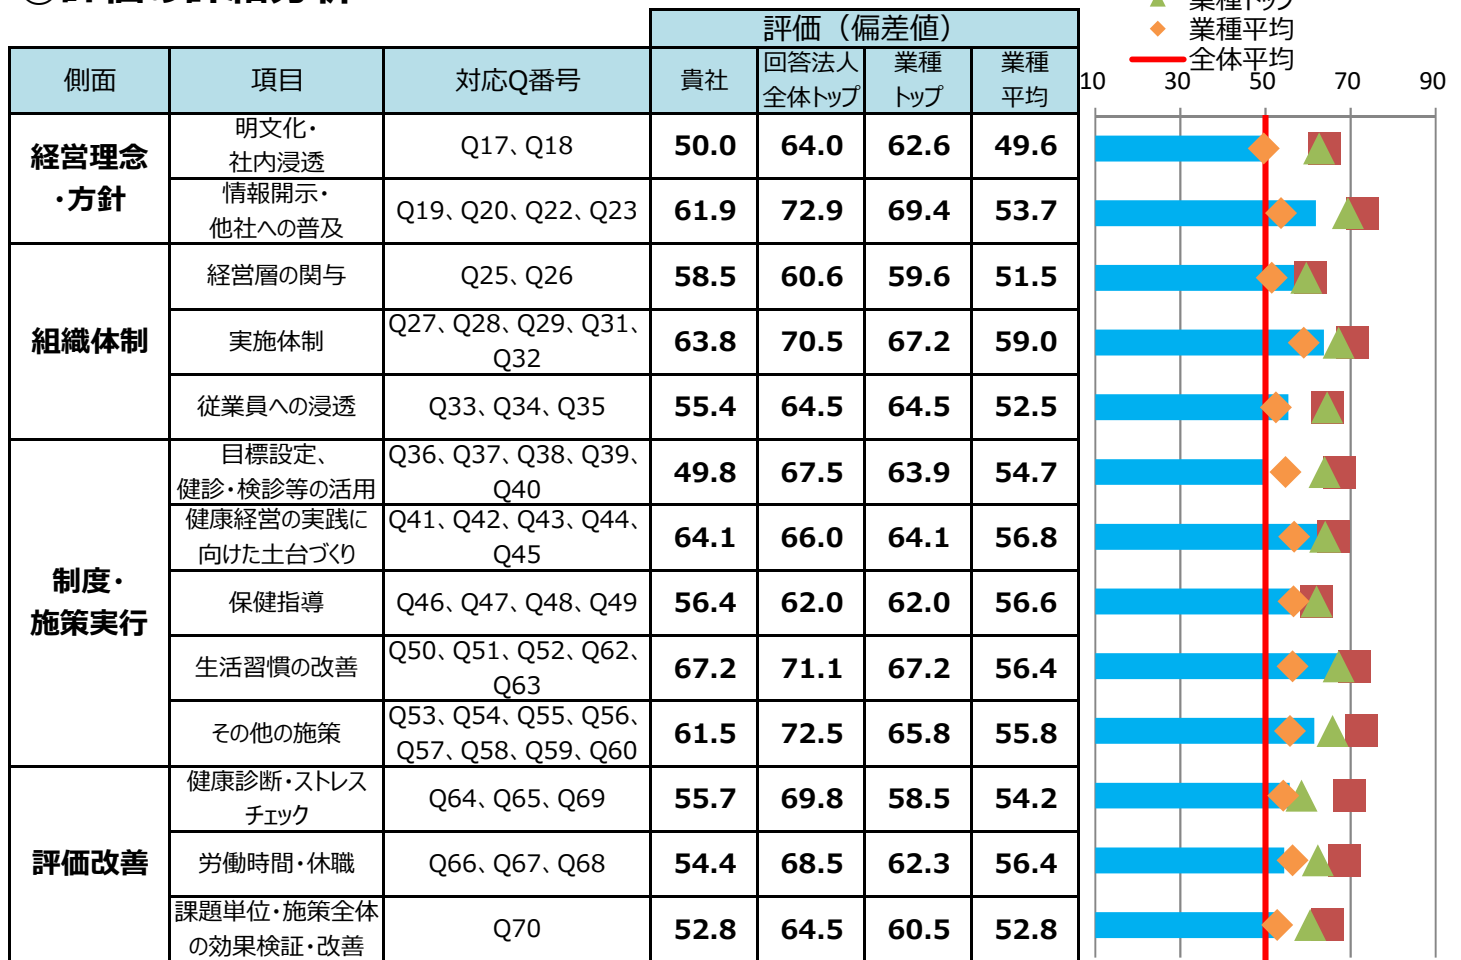 ①評価の詳細分析
業種トップ
業種平均
全体平均
評価（偏差値）
側面 項目 対応Q番号 貴社 回答法人全体トップ 業種トップ 業種平均
10 30 50 70 90
経営理念・方針
明文化・社内浸透 Q17、Q18 50.0 64.0 62.6 49.6
情報開示・他社への普及 Q19、Q20、Q22、Q23 61.9 72.9 69.4 53.7
組織体制
経営層の関与 Q25、Q26 58.5 60.6 59.6 51.5
実施体制 Q27、Q28、Q29、Q31、Q32 63.8 70.5 67.2 59.0
従業員への浸透 Q33、Q34、Q35 55.4 64.5 64.5 52.5
制度・施策実行
目標設定、健診・検診等の活用 Q36、Q37、Q38、Q39、Q40 49.8 67.5 63.9 54.7
健康経営の実践に向けた土台づくり Q41、Q42、Q43、Q44、Q45 64.1 66.0 64.1 56.8
保健指導 Q46、Q47、Q48、Q49 56.4 62.0 62.0 56.6
生活習慣の改善 Q50、Q51、Q52、Q62、Q63 67.2 71.1 67.2 56.4
その他の施策 Q53、Q54、Q55、Q56、Q57、Q58、Q59、Q60 61.5 72.5 65.8 55.8
評価改善
健康診断・ストレスチェック Q64、Q65、Q69 55.7 69.8 58.5 54.2
労働時間・休職 Q66、Q67、Q68 54.4 68.5 62.3 56.4
課題単位・施策全体の効果検証・改善 Q70 52.8 64.5 60.5 52.8